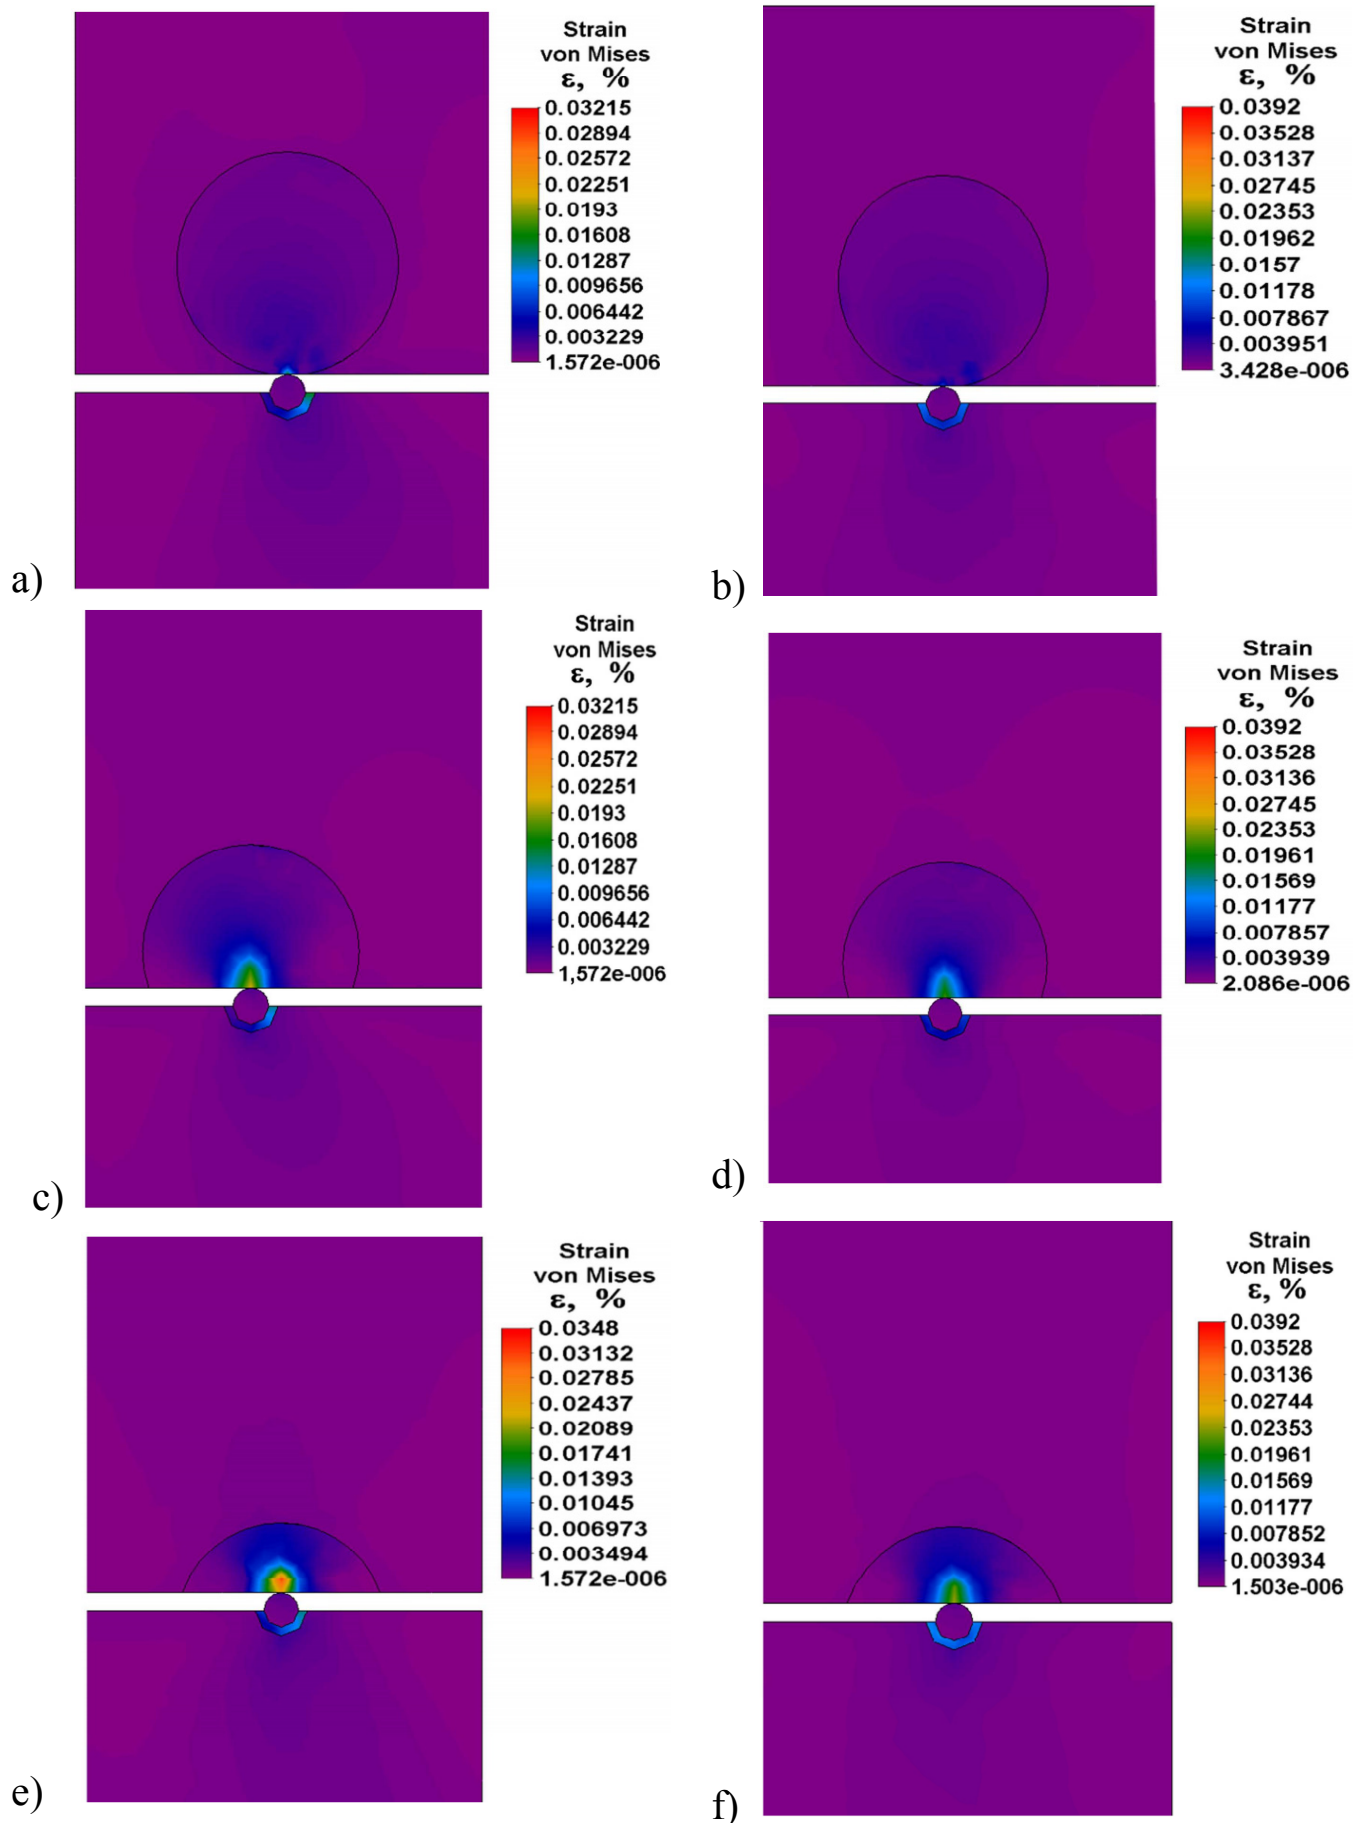 Strain
von Mises
ε, %
0.03215
0.02894
0.02572
0.02251
0.0193
0.01608
0.01287
0.009656
0.006442
0.003229
1.572e-006
a)
Strain
von Mises
ε, %
0.0392
0.03528
0.03137
0.02745
0.02353
0.01962
0.0157
0.01178
0.007867
0.003951
3.428e-006
b)
Strain
von Mises
ε, %
0.03215
0.02894
0.02572
0.02251
0.0193
0.01608
0.01287
0.009656
0.006442
0.003229
1,572e-006
c)
Strain
von Mises
ε, %
0.0392
0.03528
0.03136
0.02745
0.02353
0.01961
0.01569
0.01177
0.007857
0.003939
2.086e-006
d)
Strain
von Mises
ε, %
0.0348
0.03132
0.02785
0.02437
0.02089
0.01741
0.01393
0.01045
0.006973
0.003494
1.572e-006
e)
Strain
von Mises
ε, %
0.0392
0.03528
0.03136
0.02744
0.02353
0.01961
0.01569
0.01177
0.007852
0.003934
1.503e-006
f)